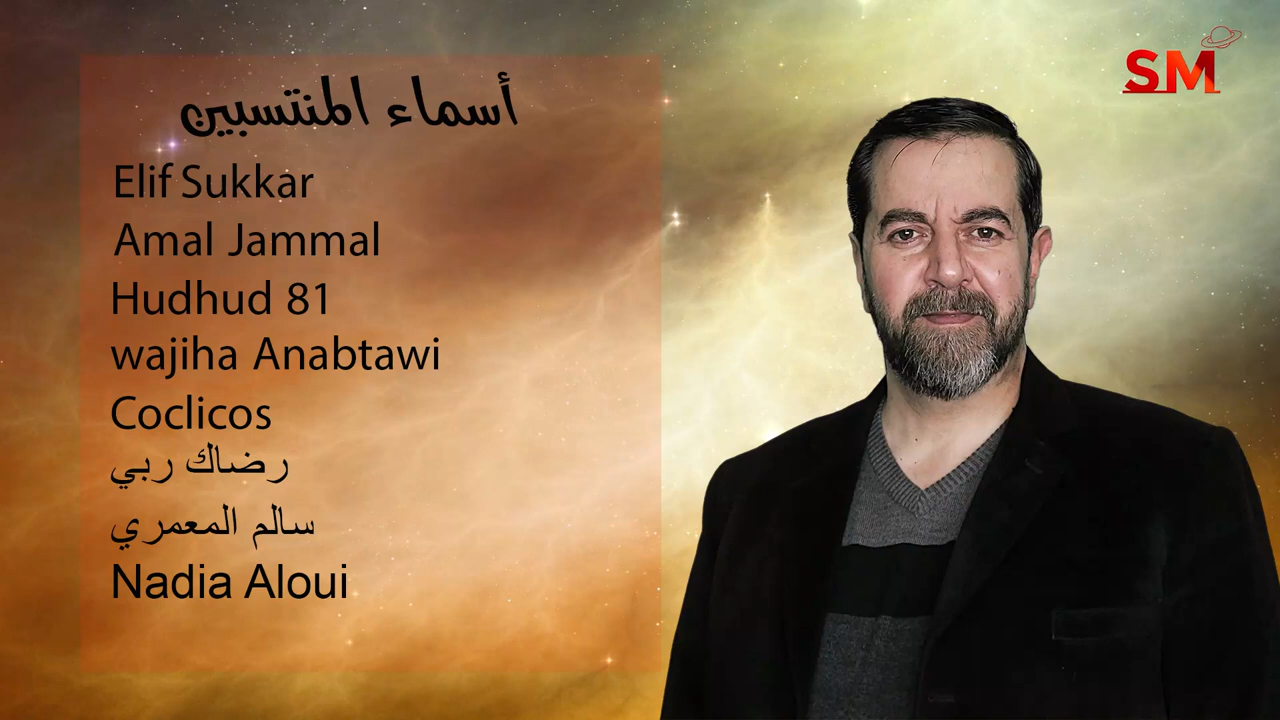 SM
أسماء المنتسبين
Elif Sukkar
Amal Jammal
Hudhud 81
wajiha Anabtawi
Coclicos
رضاك ربي
سالم المعمري
Nadia Aloui